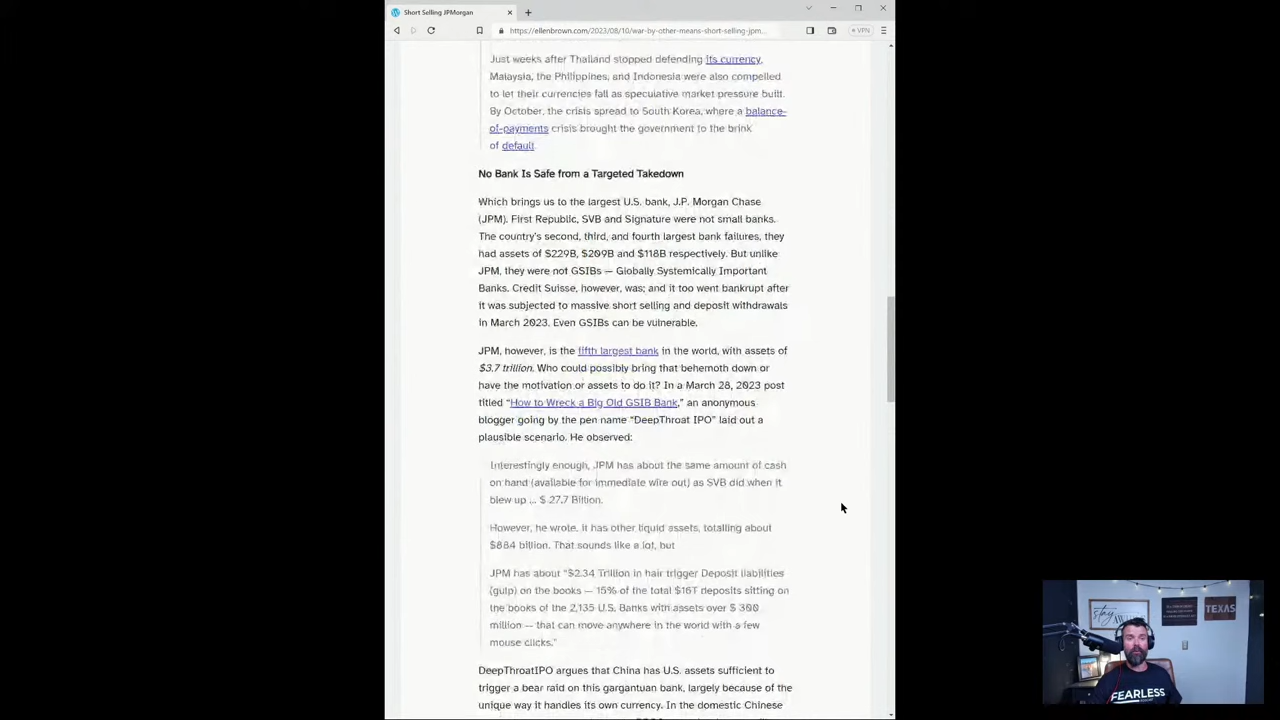 Short Selling JPMorgan
https://ellenbrown.com/2023/08/10/war-by-other-means-short-selling-jpm...
VPN
Just weeks after Thailand stopped defending its currency,
Malaysia, the Philippines, and Indonesia were also compelled
to let their currencies fall as speculative market pressure built.
By October, the crisis spread to South Korea, where a balance-
of-payments crisis brought the government to the brink
of default.
No Bank Is Safe from a Targeted Takedown
Which brings us to the largest U.S. bank, J.P. Morgan Chase
(JPM). First Republic, SVB and Signature were not small banks.
The country's second, third, and fourth largest bank failures, they
had assets of $229B, $209B and $118B respectively. But unlike
JPM, they were not GSIBs — Globally Systemically Important
Banks. Credit Suisse, however, was; and it too went bankrupt after
it was subjected to massive short selling and deposit withdrawals
in March 2023. Even GSIBs can be vulnerable.
JPM, however, is the fifth largest bank in the world, with assets of
$3.7 trillion. Who could possibly bring that behemoth down or
have the motivation or assets to do it? In a March 28, 2023 post
titled “How to Wreck a Big Old GSIB Bank,” an anonymous
blogger going by the pen name “DeepThroat IPO” laid out a
plausible scenario. He observed:
Interestingly enough, JPM has about the same amount of cash
on hand (available for immediate wire out) as SVB did when it
blew up … $ 27.7 Billion.
However, he wrote, it has other liquid assets, totalling about
$884 billion. That sounds like a lot, but
JPM has about “$2.34 Trillion in hair trigger Deposit liabilities
(gulp) on the books — 15% of the total $16T deposits sitting on
the books of the 2,135 U.S. Banks with assets over $ 300
million — that can move anywhere in the world with a few
mouse clicks.”
DeepThroatIPO argues that China has U.S. assets sufficient to
trigger a bear raid on this gargantuan bank, largely because of the
unique way it handles its own currency. In the domestic Chinese
stay
TEXAS
FEARLESS